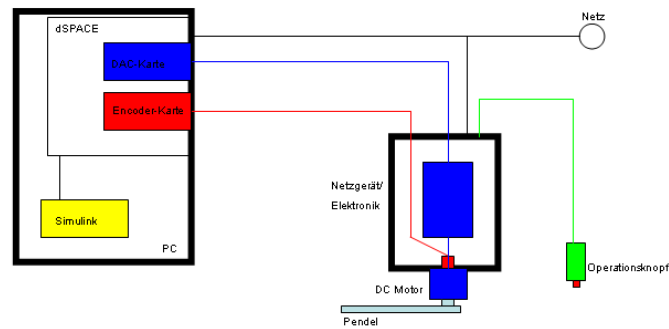 Netz
dSPACE
DAC-Karte
Encoder-Karte
Netzgerät/
Elektronik
Simulink
PC
Operationsknopf
DC Motor
Pendel